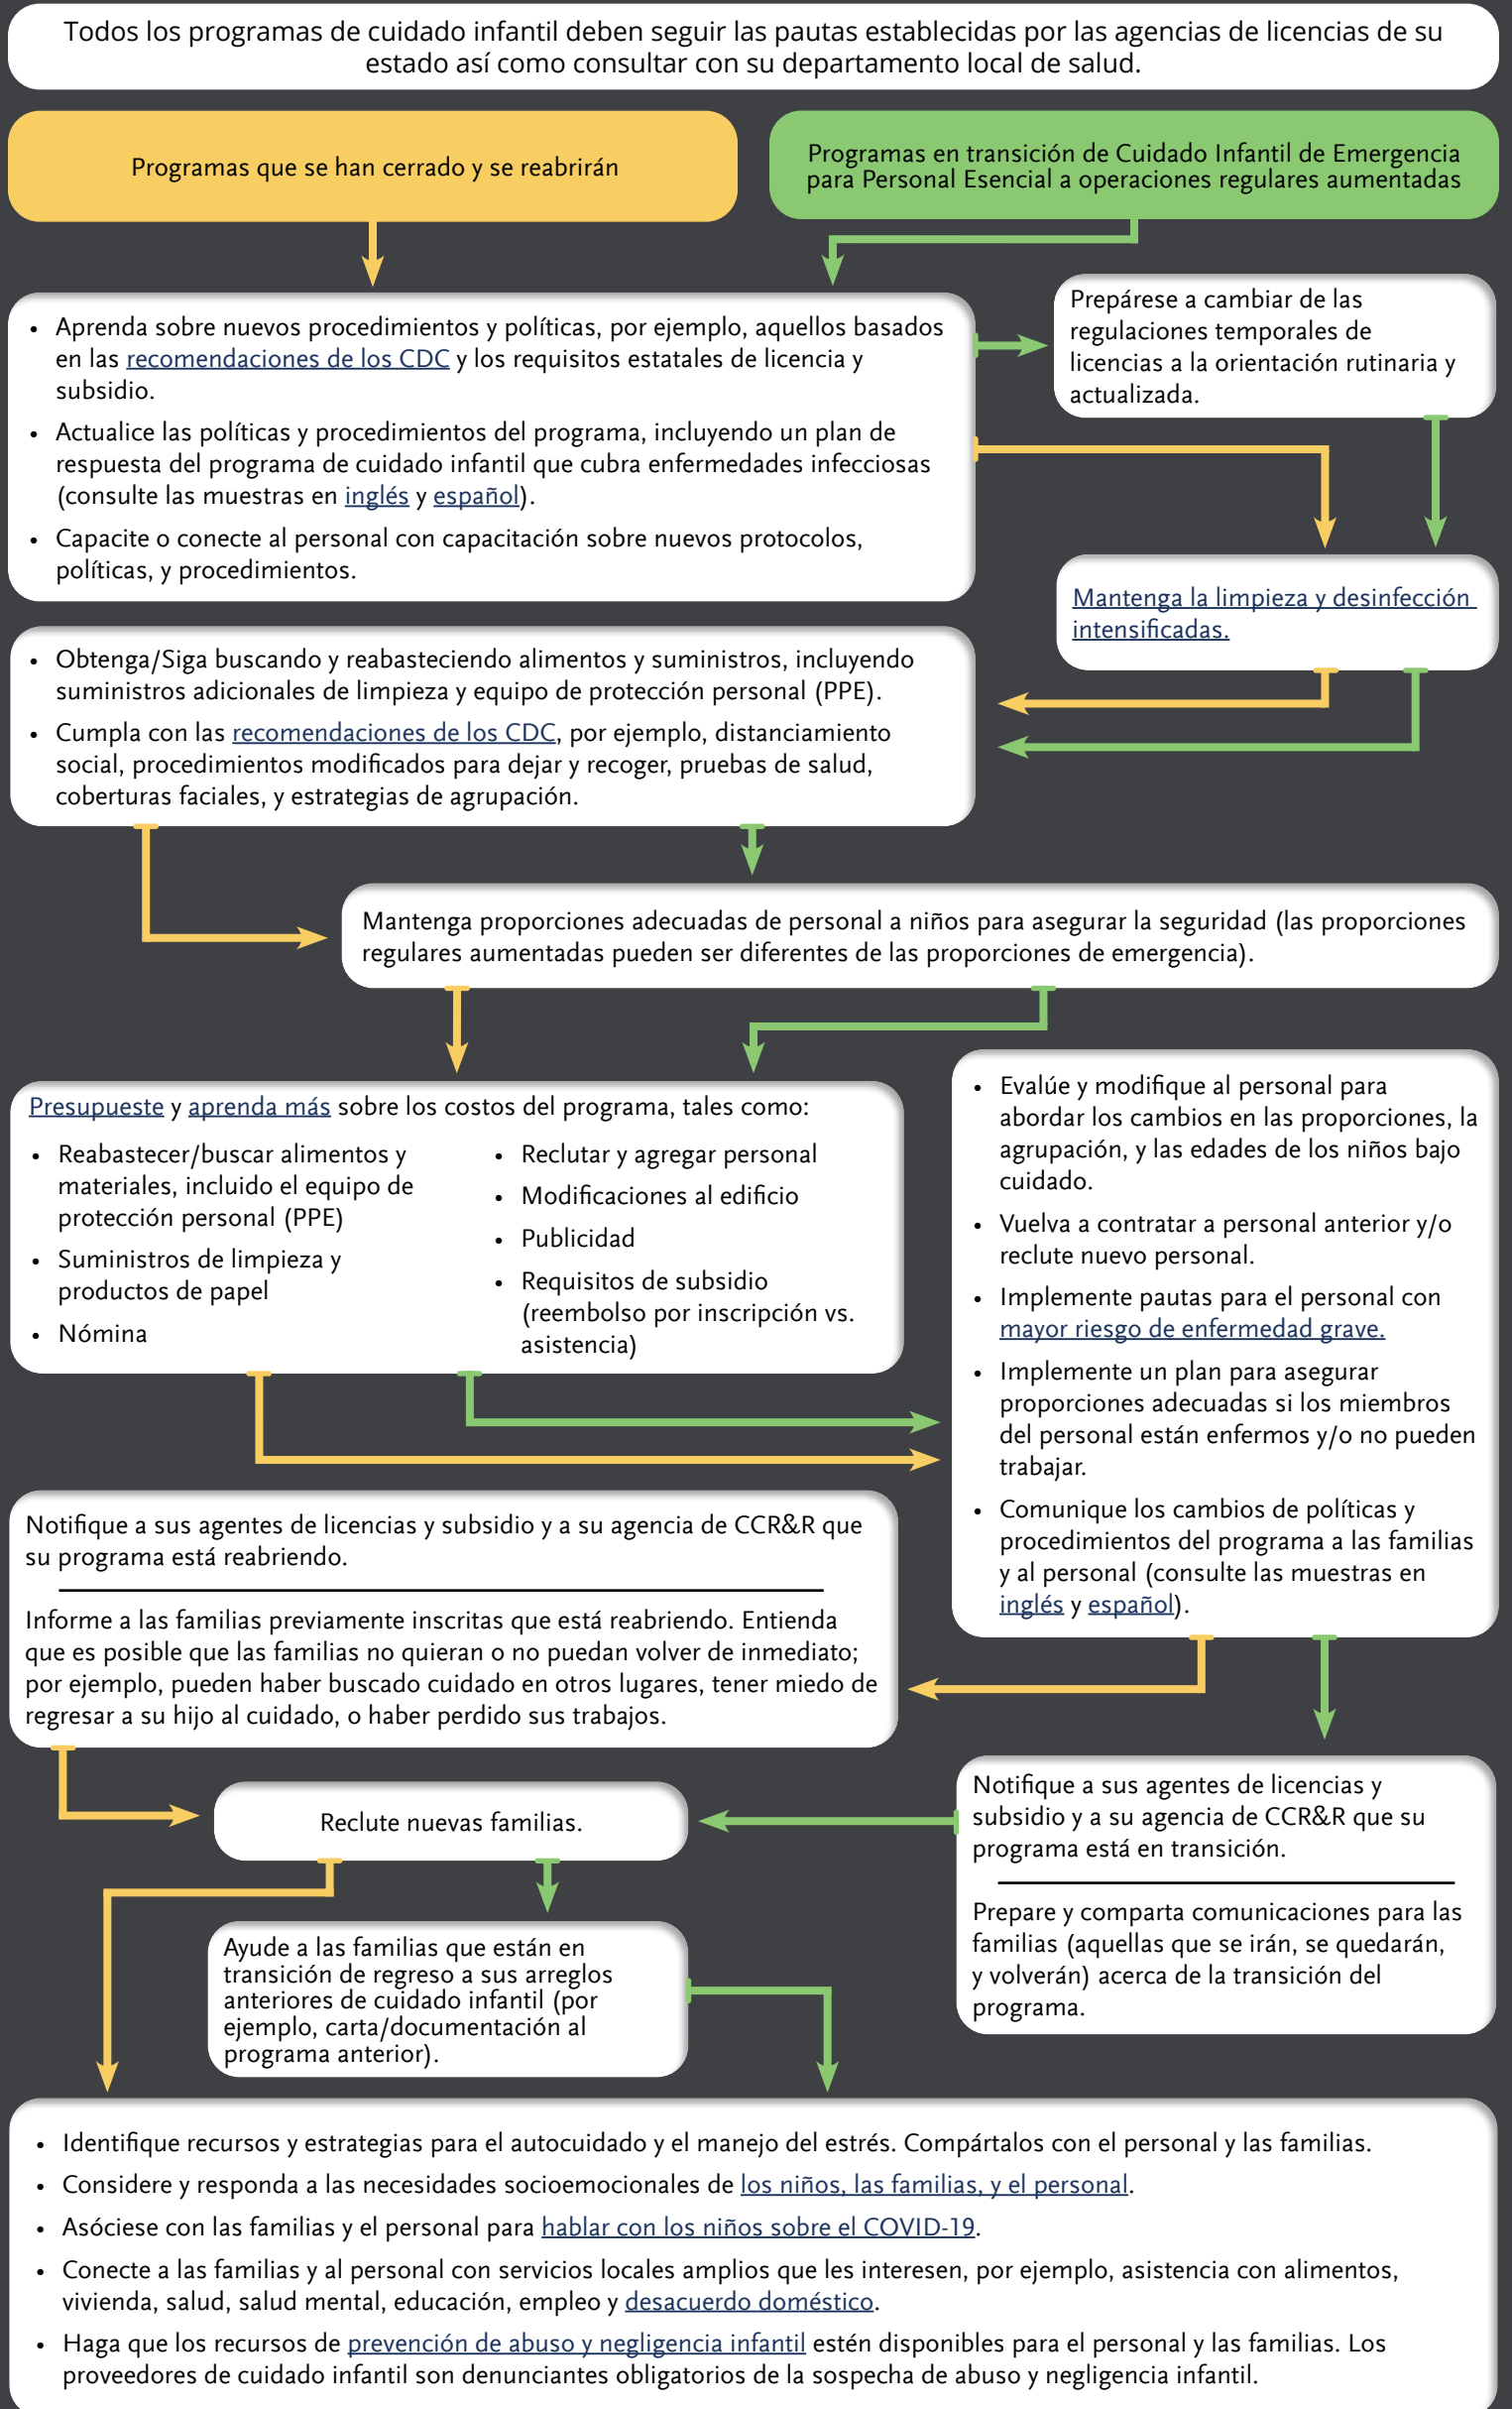 Todos los programas de cuidado infantil deben seguir las pautas establecidas por las agencias de licencias de su
estado así como consultar con su departamento local de salud.
Programas que se han cerrado y se reabrirán
Programas en transición de Cuidado Infantil de Emergencia
para Personal Esencial a operaciones regulares aumentadas
• Aprenda sobre nuevos procedimientos y políticas, por ejemplo, aquellos basados
en las recomendaciones de los CDC y los requisitos estatales de licencia y
subsidio.
• Actualice las políticas y procedimientos del programa, incluyendo un plan de
respuesta del programa de cuidado infantil que cubra enfermedades infecciosas
(consulte las muestras en inglés y español).
• Capacite o conecte al personal con capacitación sobre nuevos protocolos,
políticas, y procedimientos.
Prepárese a cambiar de las
regulaciones temporales de
licencias a la orientación rutinaria y
actualizada.
Mantenga la limpieza y desinfección
intensificadas.
• Obtenga/Siga buscando y reabasteciendo alimentos y suministros, incluyendo
suministros adicionales de limpieza y equipo de protección personal (PPE).
• Cumpla con las recomendaciones de los CDC, por ejemplo, distanciamiento
social, procedimientos modificados para dejar y recoger, pruebas de salud,
coberturas faciales, y estrategias de agrupación.
Mantenga proporciones adecuadas de personal a niños para asegurar la seguridad (las proporciones
regulares aumentadas pueden ser diferentes de las proporciones de emergencia).
Presupueste y aprenda más sobre los costos del programa, tales como:
• Reabastecer/buscar alimentos y
materiales, incluido el equipo de
protección personal (PPE)
• Suministros de limpieza y
productos de papel
• Nómina
• Reclutar y agregar personal
• Modificaciones al edificio
• Publicidad
• Requisitos de subsidio
(reembolso por inscripción vs.
asistencia)
• Evalúe y modifique al personal para
abordar los cambios en las proporciones, la
agrupación, y las edades de los niños bajo
cuidado.
• Vuelva a contratar a personal anterior y/o
reclute nuevo personal.
• Implemente pautas para el personal con
mayor riesgo de enfermedad grave.
• Implemente un plan para asegurar
proporciones adecuadas si los miembros
del personal están enfermos y/o no pueden
trabajar.
• Comunique los cambios de políticas y
procedimientos del programa a las familias
y al personal (consulte las muestras en
inglés y español).
Notifique a sus agentes de licencias y subsidio y a su agencia de CCR&R que
su programa está reabriendo.
Informe a las familias previamente inscritas que está reabriendo. Entienda
que es posible que las familias no quieran o no puedan volver de inmediato;
por ejemplo, pueden haber buscado cuidado en otros lugares, tener miedo de
regresar a su hijo al cuidado, o haber perdido sus trabajos.
Notifique a sus agentes de licencias y
subsidio y a su agencia de CCR&R que su
programa está en transición.
Prepare y comparta comunicaciones para las
familias (aquellas que se irán, se quedarán,
y volverán) acerca de la transición del
programa.
Reclute nuevas familias.
Ayude a las familias que están en
transición de regreso a sus arreglos
anteriores de cuidado infantil (por
ejemplo, carta/documentación al
programa anterior).
• Identifique recursos y estrategias para el autocuidado y el manejo del estrés. Compártalos con el personal y las familias.
• Considere y responda a las necesidades socioemocionales de los niños, las familias, y el personal.
• Asóciese con las familias y el personal para hablar con los niños sobre el COVID-19.
• Conecte a las familias y al personal con servicios locales amplios que les interesen, por ejemplo, asistencia con alimentos,
vivienda, salud, salud mental, educación, empleo y desacuerdo doméstico.
• Haga que los recursos de prevención de abuso y negligencia infantil estén disponibles para el personal y las familias. Los
proveedores de cuidado infantil son denunciantes obligatorios de la sospecha de abuso y negligencia infantil.